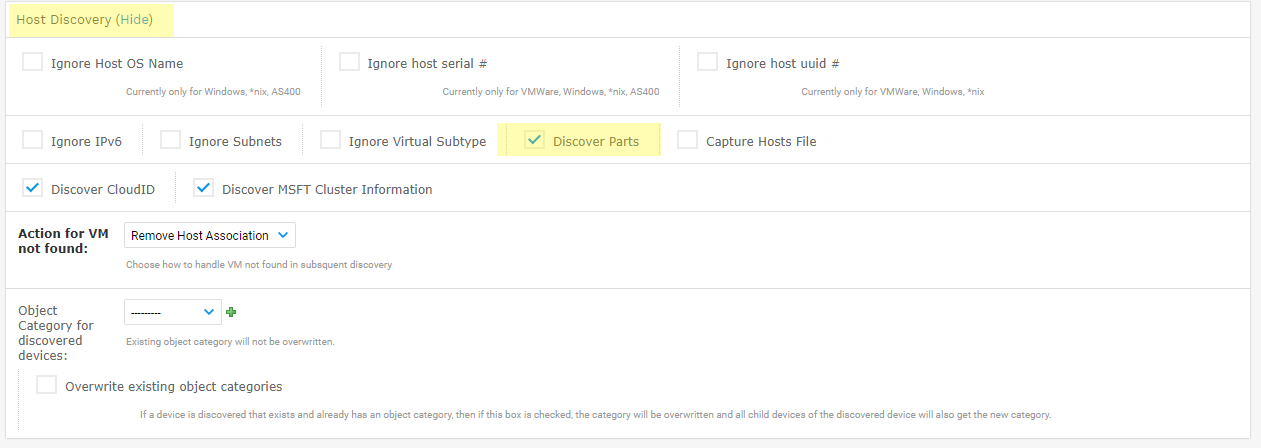 Host Discovery (Hide)
Ignore Host OS Name
Ignore host serial #
Ignore host uuid #
Currently only for Windows, *nix, AS400
Currently only for VMWare, Windows, *nix, AS400
Currently only for VMWare, Windows, *nix
Ignore IPv6
Ignore Subnets
Ignore Virtual Subtype
Discover Parts
Capture Hosts File
Discover CloudID
Discover MSFT Cluster Information
Action for VM
not found:
Remove Host Association
Choose how to handle VM not found in subsquent discovery
Object
Category for
discovered
devices:
---------
Existing object category will not be overwritten.
Overwrite existing object categories
If a device is discovered that exists and already has an object category, then if this box is checked, the category will be overwritten and all child devices of the discovered device will also get the new category.